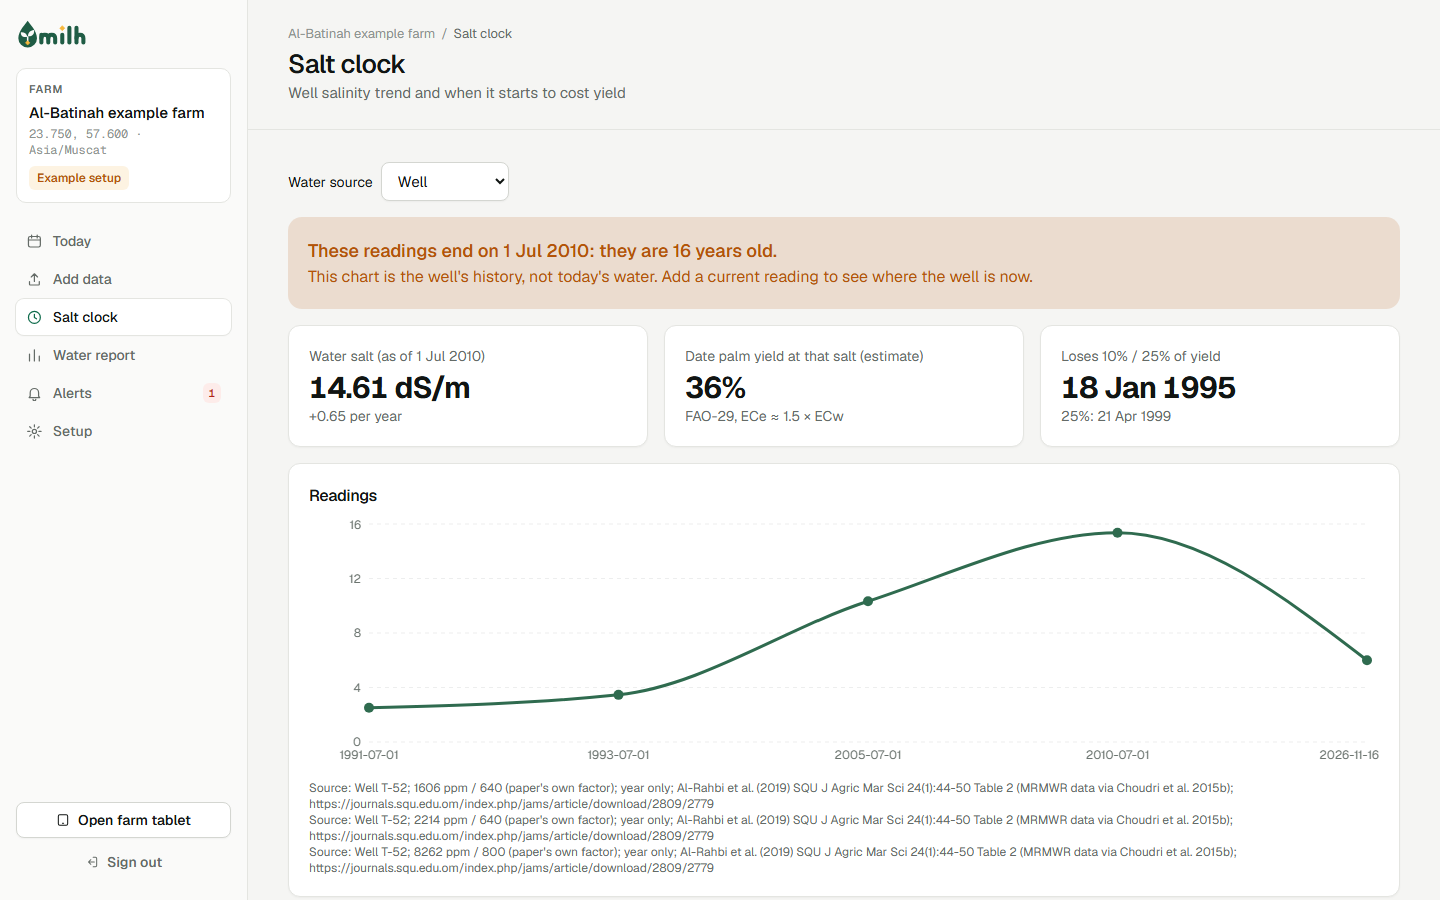 milh
FARM
Al-Batinah example farm
23.750, 57.600 ·
Asia/Muscat
Example setup
Today
Add data
Salt clock
Water report
Alerts 1
Setup
Open farm tablet
Sign out
Al-Batinah example farm / Salt clock
Salt clock
Well salinity trend and when it starts to cost yield
Water source Well
These readings end on 1 Jul 2010: they are 16 years old.
This chart is the well's history, not today's water. Add a current reading to see where the well is now.
Water salt (as of 1 Jul 2010)
14.61 dS/m
+0.65 per year
Date palm yield at that salt (estimate)
36%
FAO-29, ECe ≈ 1.5 × ECw
Loses 10% / 25% of yield
18 Jan 1995
25%: 21 Apr 1999
Readings
16
12
8
4
0
1991-07-01 1993-07-01 2005-07-01 2010-07-01 2026-11-16
Source: Well T-52; 1606 ppm / 640 (paper's own factor); year only; Al-Rahbi et al. (2019) SQU J Agric Mar Sci 24(1):44-50 Table 2 (MRMWR data via Choudri et al. 2015b);
https://journals.squ.edu.om/index.php/jams/article/download/2809/2779
Source: Well T-52; 2214 ppm / 640 (paper's own factor); year only; Al-Rahbi et al. (2019) SQU J Agric Mar Sci 24(1):44-50 Table 2 (MRMWR data via Choudri et al. 2015b);
https://journals.squ.edu.om/index.php/jams/article/download/2809/2779
Source: Well T-52; 8262 ppm / 800 (paper's own factor); year only; Al-Rahbi et al. (2019) SQU J Agric Mar Sci 24(1):44-50 Table 2 (MRMWR data via Choudri et al. 2015b);
https://journals.squ.edu.om/index.php/jams/article/download/2809/2779